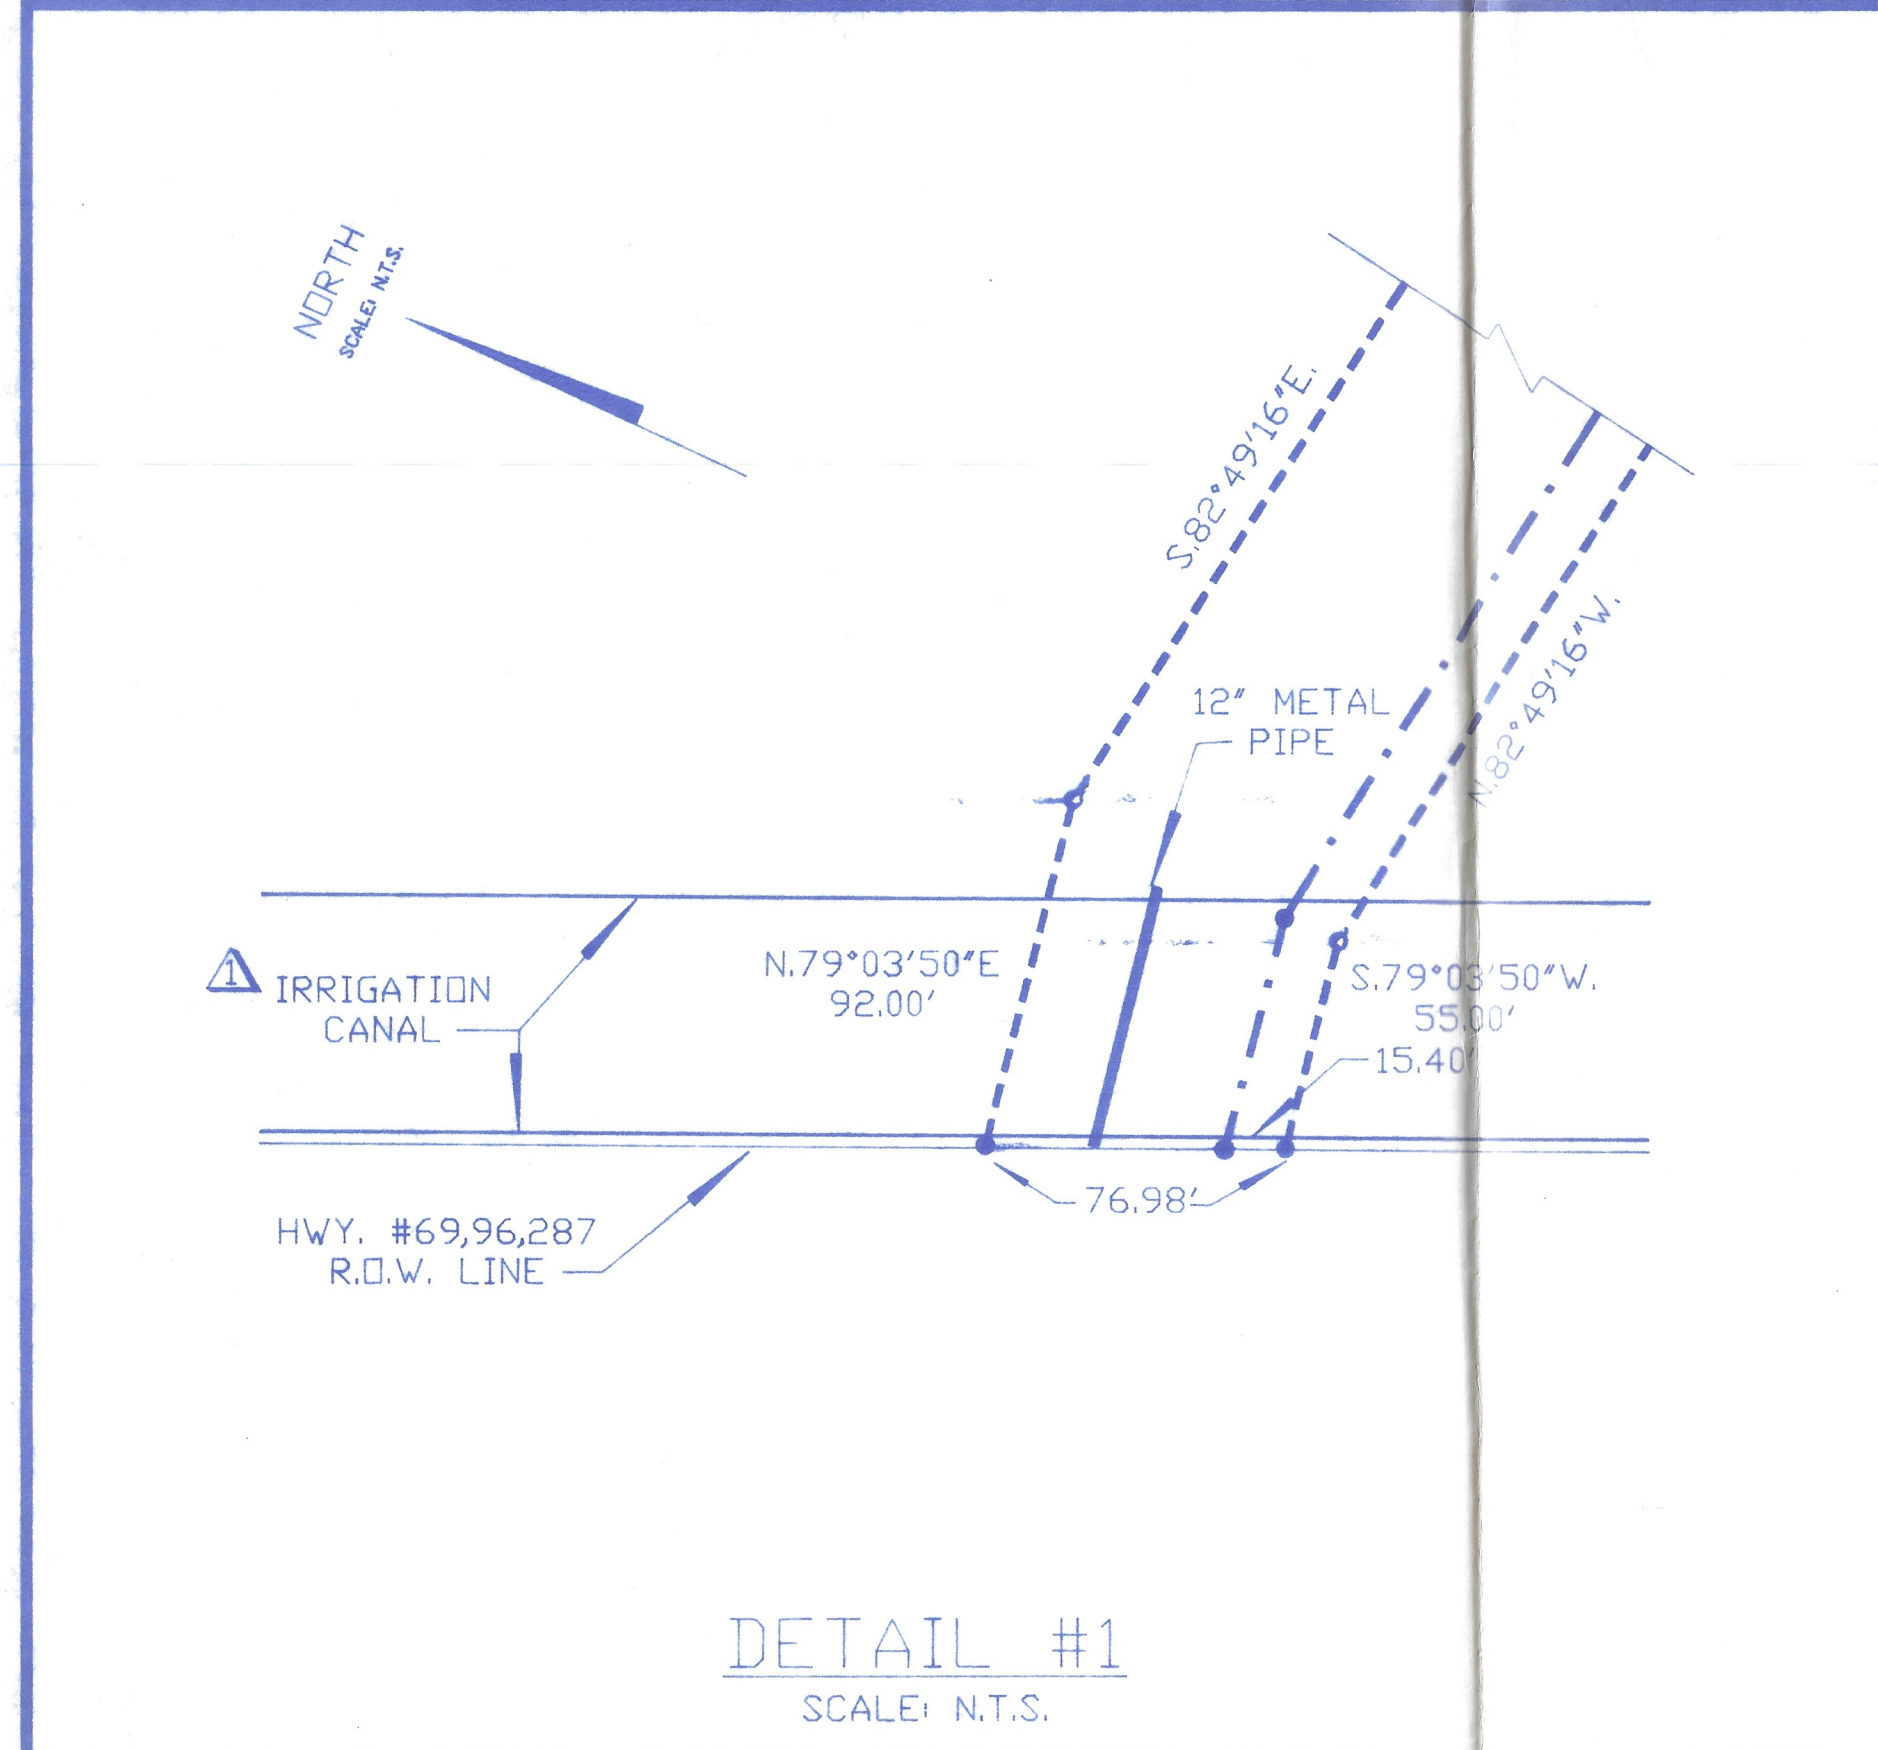 NORTH
SCALE: N.T.S.
S.82°49'16"E.
N.82°49'16"W.
12" METAL
PIPE
1
IRRIGATION
CANAL
N.79°03'50"E
92.00'
S.79°03'50"W.
55.00'
15.40'
76.98'
HWY. #69,96,287
R.O.W. LINE
DETAIL #1
SCALE: N.T.S.